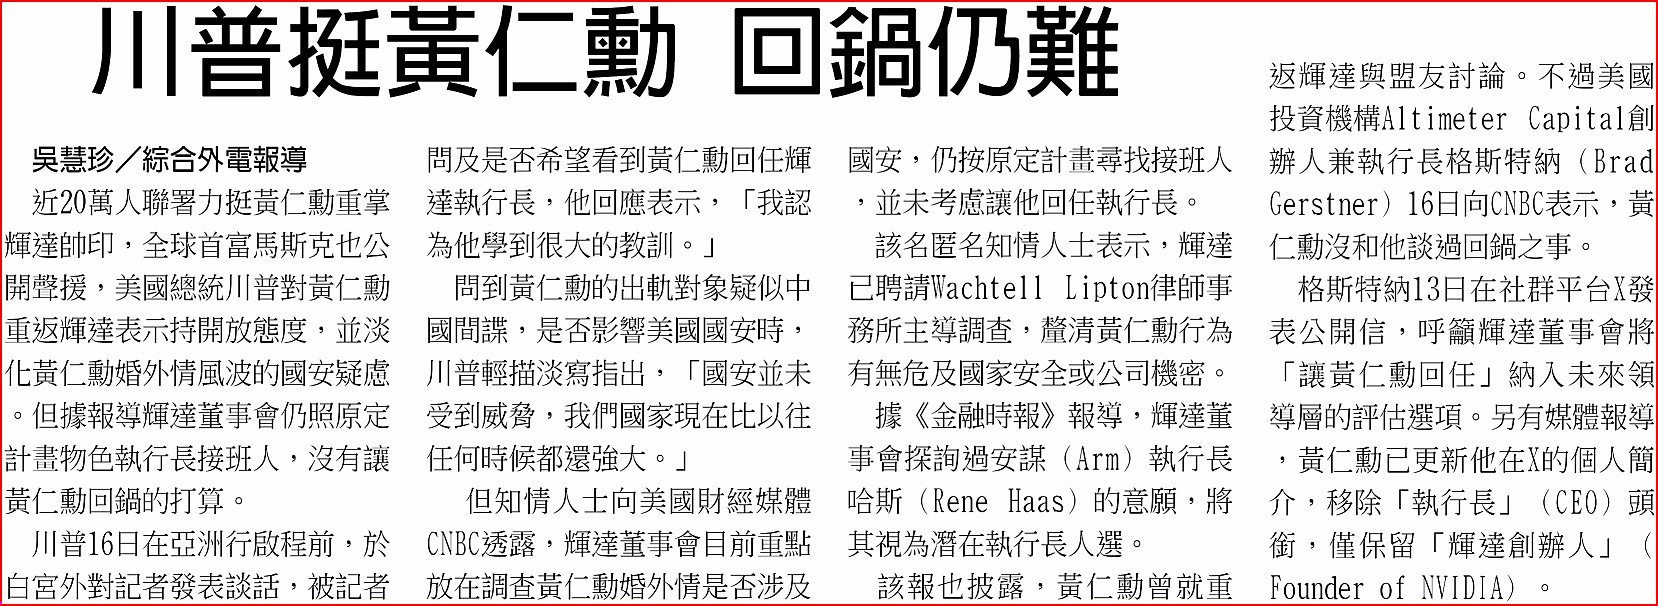 川普挺黃仁勳 回鍋仍難
吳慧珍／綜合外電報導
近20萬人聯署力挺黃仁勳重掌
輝達帥印，全球首富馬斯克也公
開聲援，美國總統川普對黃仁勳
重返輝達表示持開放態度，並淡
化黃仁勳婚外情風波的國安疑慮
。但據報導輝達董事會仍照原定
計畫物色執行長接班人，沒有讓
黃仁勳回鍋的打算。
川普16日在亞洲行啟程前，於
白宮外對記者發表談話，被記者
問及是否希望看到黃仁勳回任輝
達執行長，他回應表示，「我認
為他學到很大的教訓。」
問到黃仁勳的出軌對象疑似中
國間諜，是否影響美國國安時，
川普輕描淡寫指出，「國安並未
受到威脅，我們國家現在比以往
任何時候都還強大。」
但知情人士向美國財經媒體
CNBC透露，輝達董事會目前重點
放在調查黃仁勳婚外情是否涉及
國安，仍按原定計畫尋找接班人
，並未考慮讓他回任執行長。
該名匿名知情人士表示，輝達
已聘請Wachtell Lipton律師事
務所主導調查，釐清黃仁勳行為
有無危及國家安全或公司機密。
據《金融時報》報導，輝達董
事會探詢過安謀（Arm）執行長
哈斯（Rene Haas）的意願，將
其視為潛在執行長人選。
該報也披露，黃仁勳曾就重
返輝達與盟友討論。不過美國
投資機構Altimeter Capital創
辦人兼執行長格斯特納（Brad
Gerstner）16日向CNBC表示，黃
仁勳沒和他談過回鍋之事。
格斯特納13日在社群平台X發
表公開信，呼籲輝達董事會將
「讓黃仁勳回任」納入未來領
導層的評估選項。另有媒體報導
，黃仁勳已更新他在X的個人簡
介，移除「執行長」（CEO）頭
銜，僅保留「輝達創辦人」（
Founder of NVIDIA）。